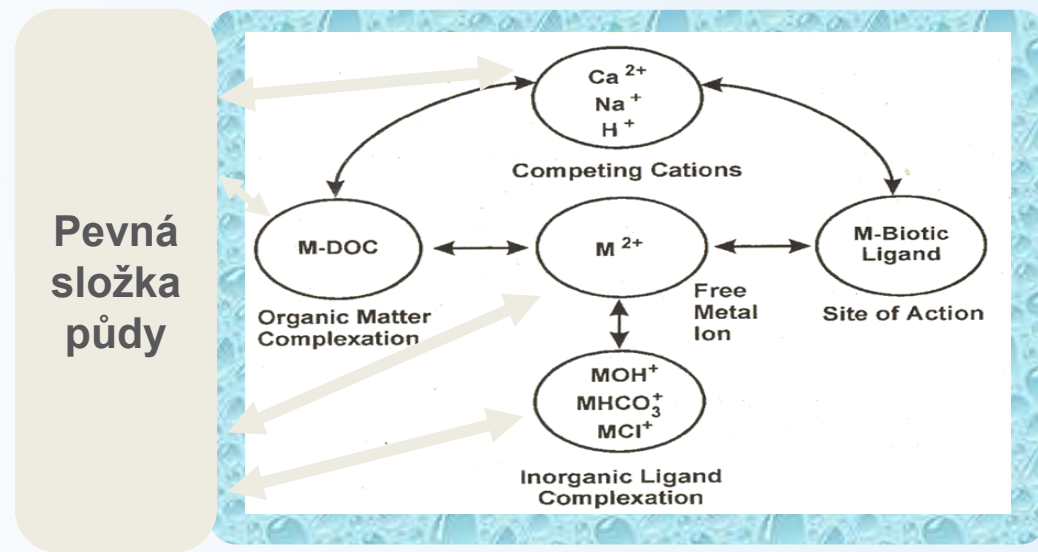 Pevná
složka
půdy
Ca 2+
Na +
H +
Competing Cations
M-DOC
Organic Matter
Complexation
M 2+
Free
Metal
Ion
M-Biotic
Ligand
Site of Action
MOH+
MHCO3+
MCl+
Inorganic Ligand
Complexation